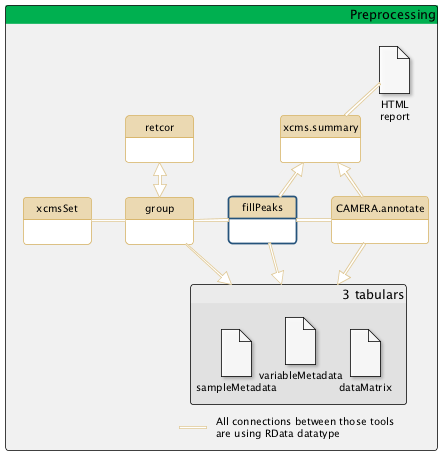 Preprocessing
HTML
report
retcor
xcms.summary
xcmsSet
group
fillPeaks
CAMERA.annotate
3 tabulars
sampleMetadata
variableMetadata
dataMatrix
All connections between those tools
are using RData datatype